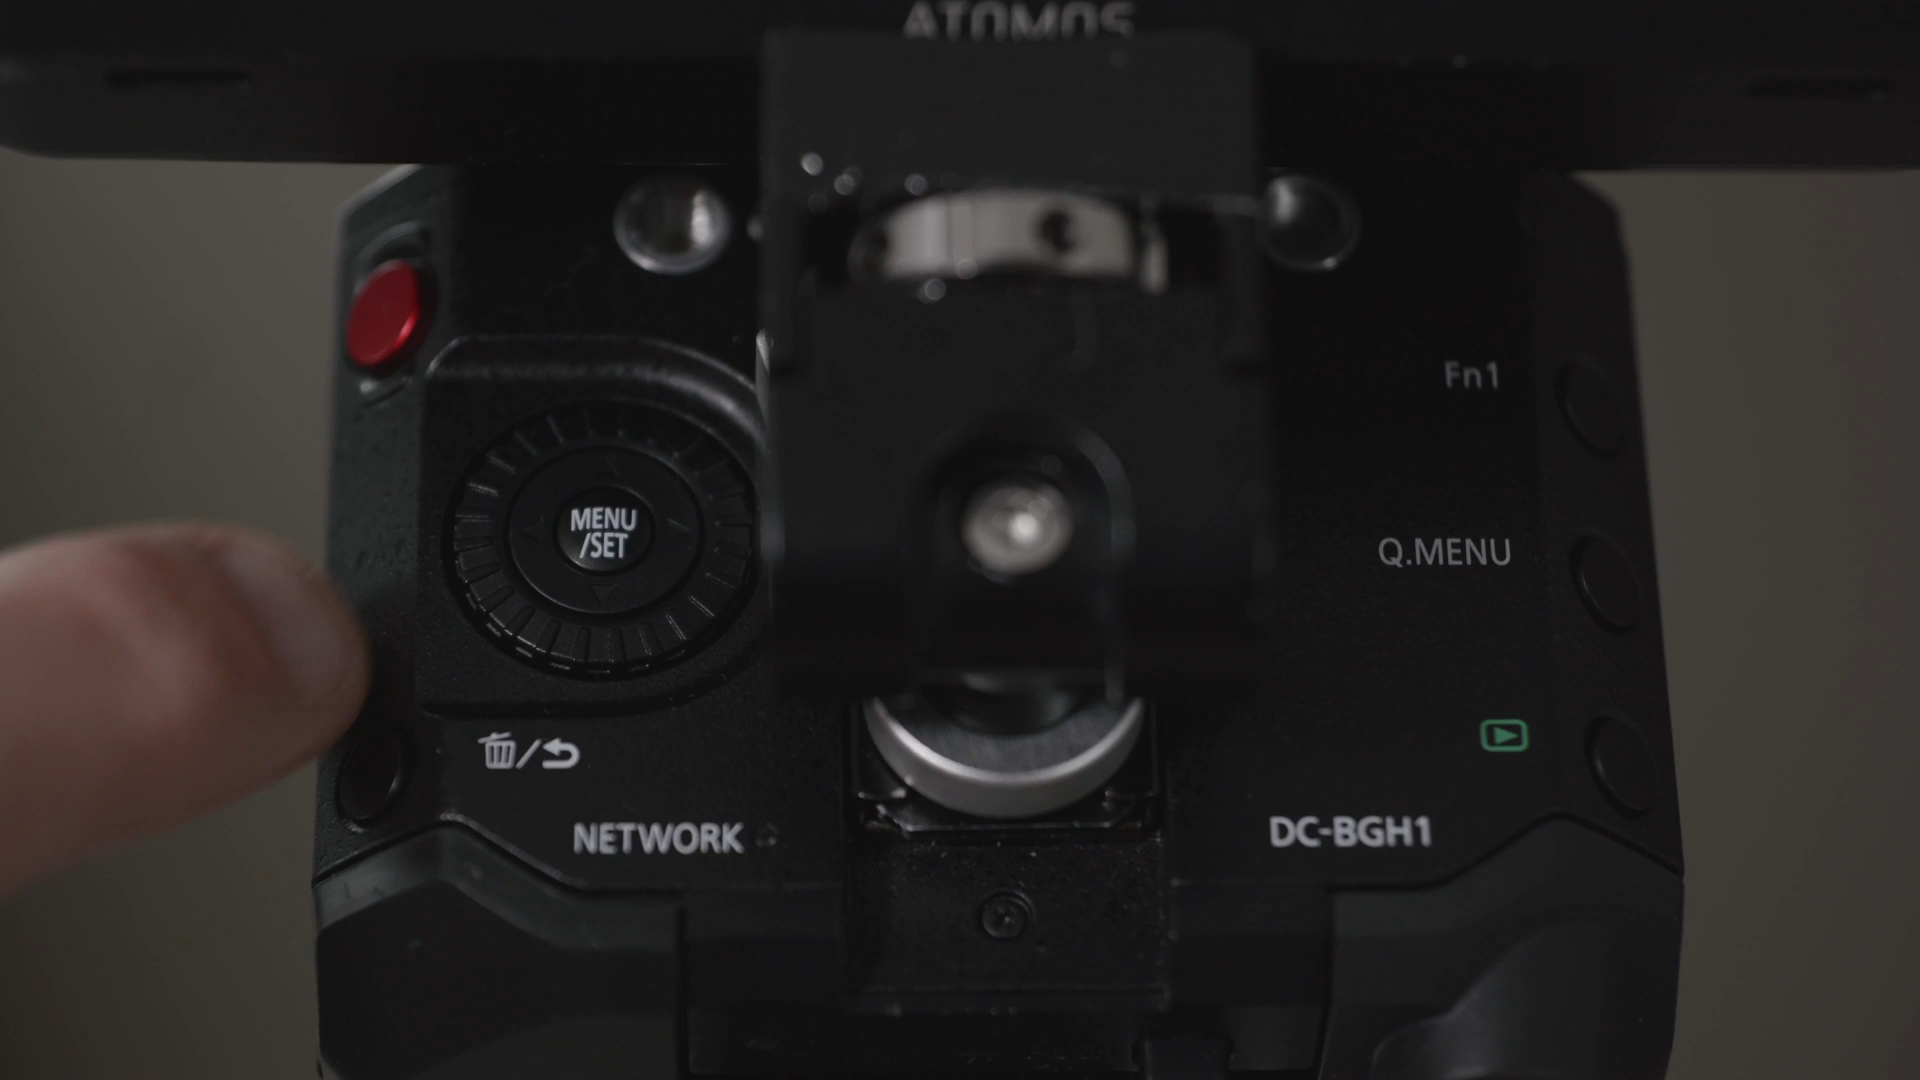 ATOMOS
Fn1
MENU
/SET
Q.MENU
/
NETWORK
DC-BGH1